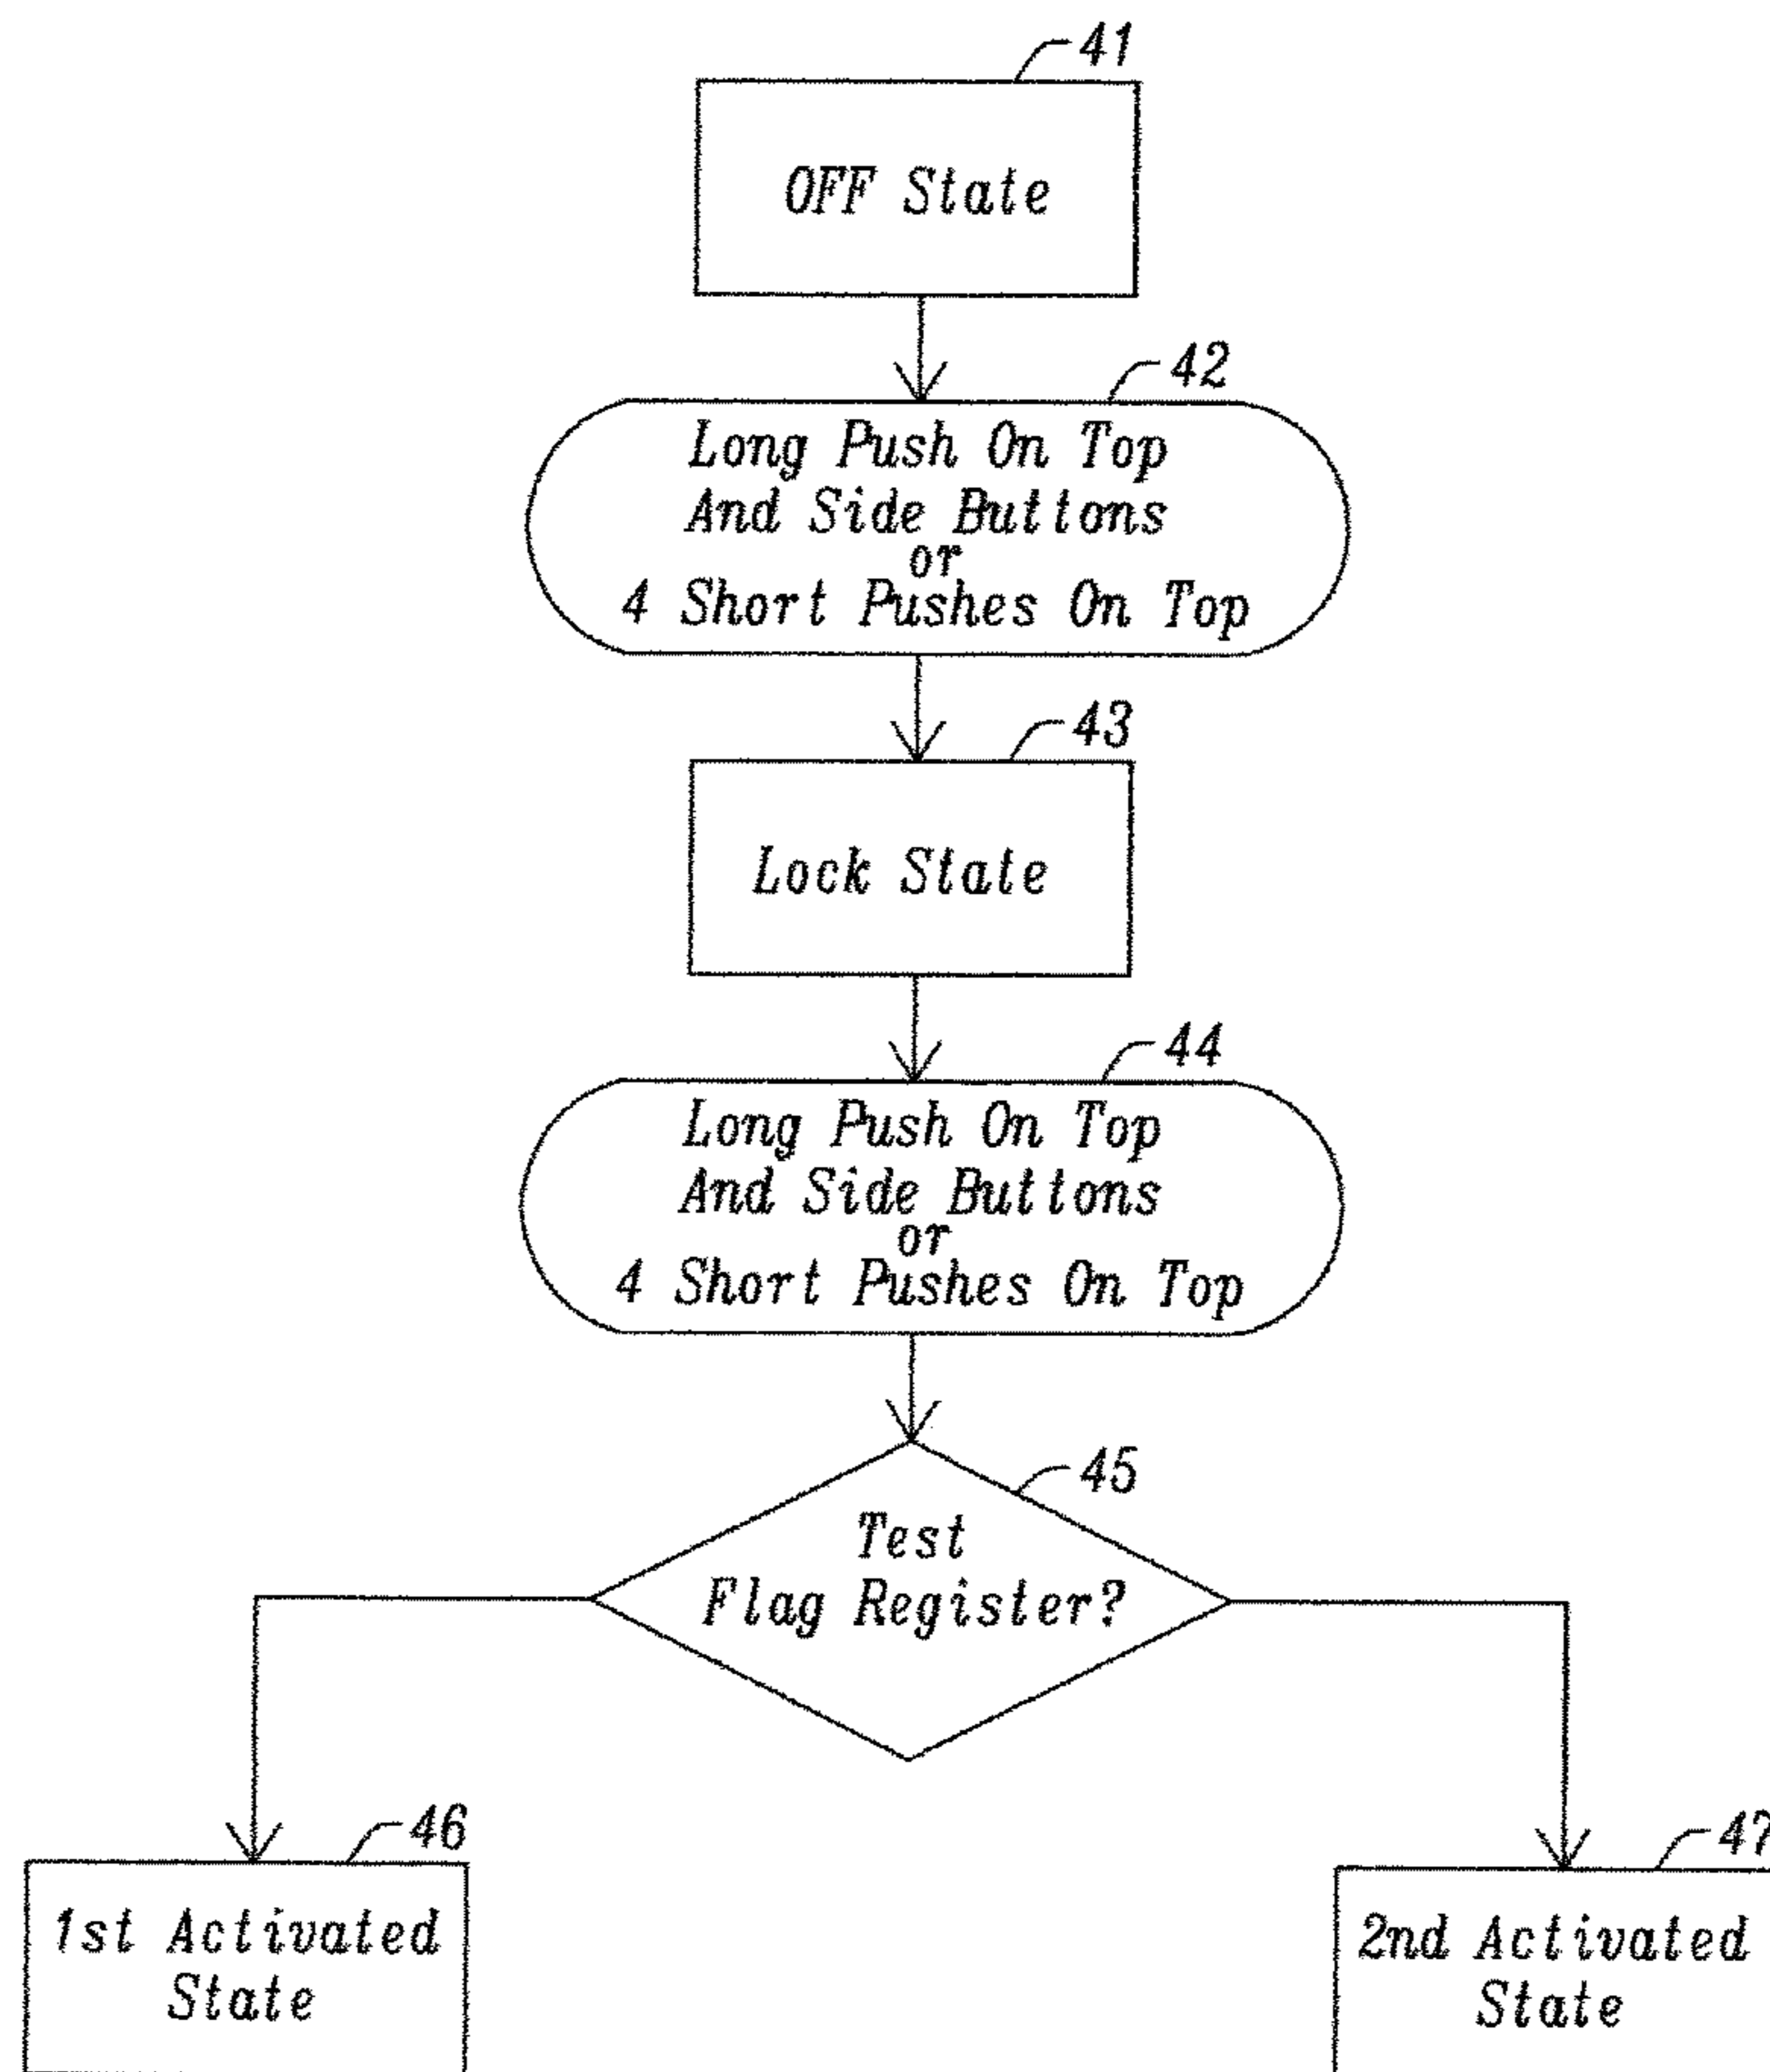 41
OFF State
42
Long Push On Top
And Side Buttons
or
4 Short Pushes On Top
43
Lock State
44
Long Push On Top
And Side Buttons
or
4 Short Pushes On Top
45
Test
Flag Register?
46
1st Activated
State
47
2nd Activated
State